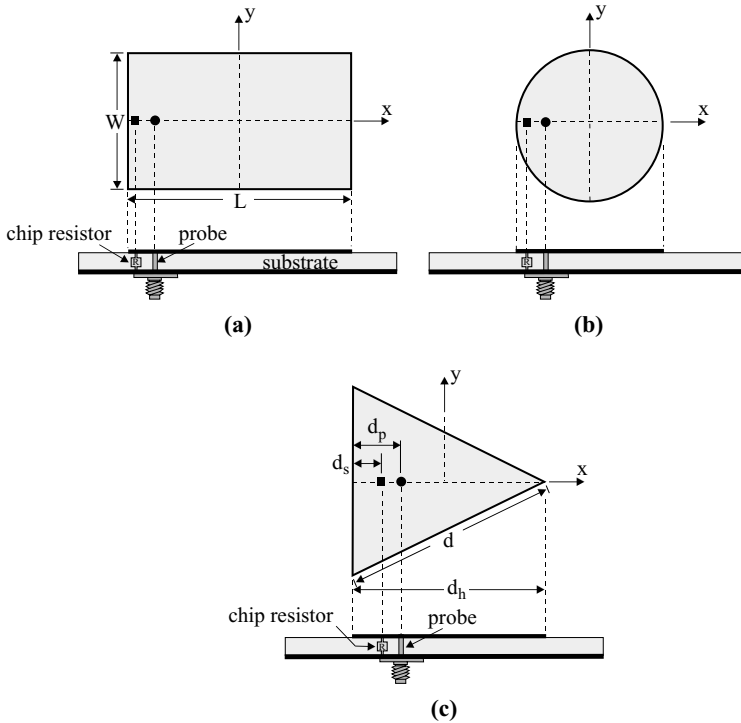 y
x
W
L
chip resistor
probe
R
substrate
(a)
y
x
R
(b)
y
d_p
d_s
x
d
d_h
chip resistor
probe
R
(c)